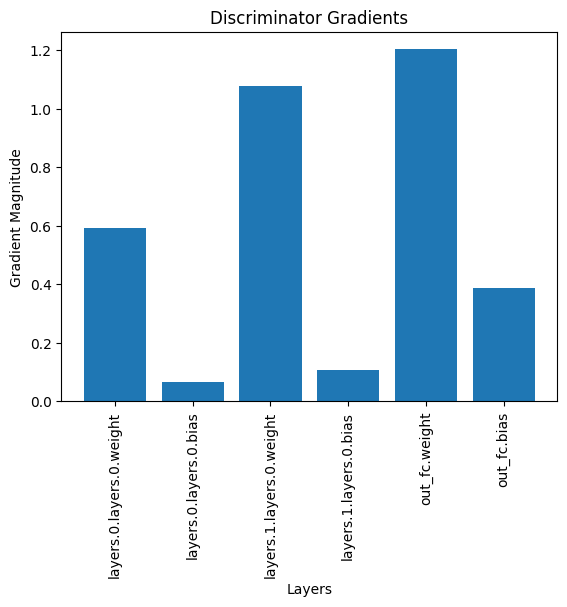 Discriminator Gradients
Gradient Magnitude
1.2
1.0
0.8
0.6
0.4
0.2
0.0
layers.0.layers.0.weight
layers.0.layers.0.bias
layers.1.layers.0.weight
layers.1.layers.0.bias
out_fc.weight
out_fc.bias
Layers